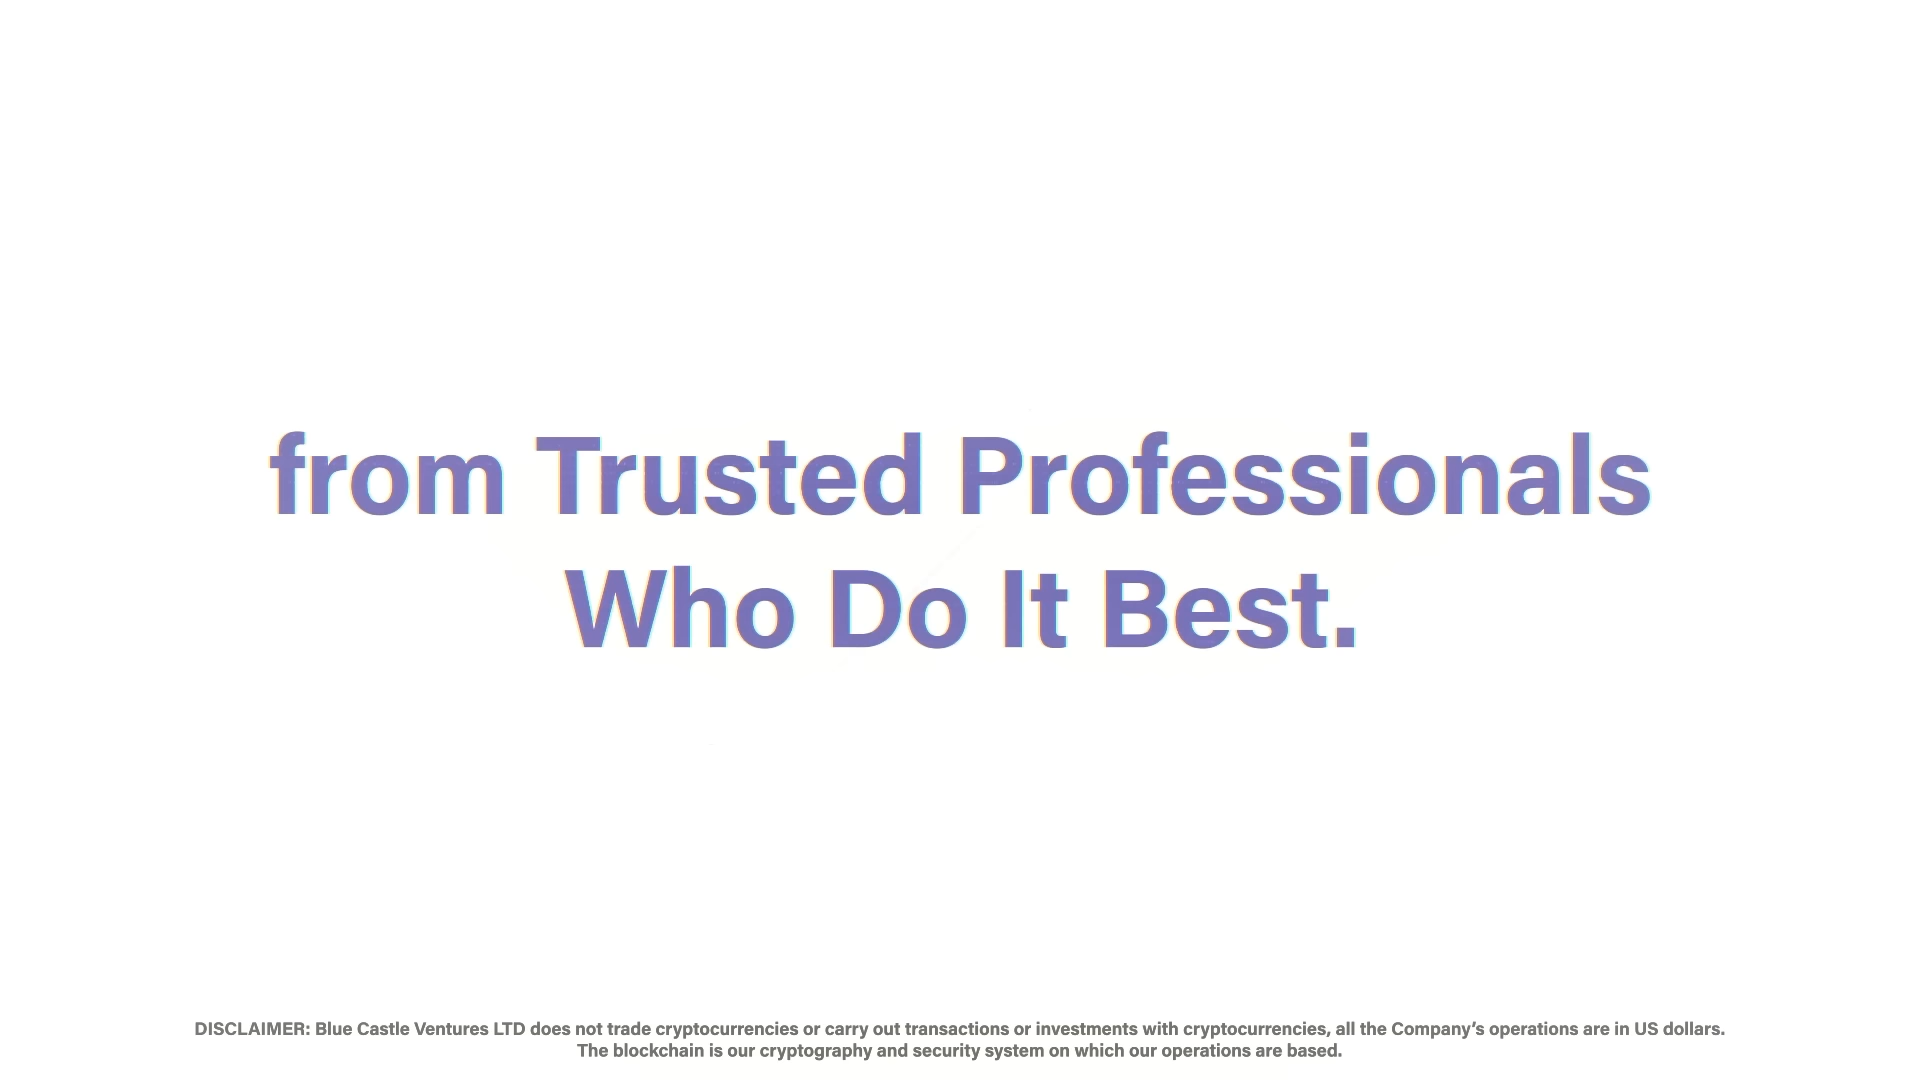 from Trusted Professionals
Who Do It Best.
DISCLAIMER: Blue Castle Ventures LTD does not trade cryptocurrencies or carry out transactions or investments with cryptocurrencies, all the Company’s operations are in US dollars.
The blockchain is our cryptography and security system on which our operations are based.